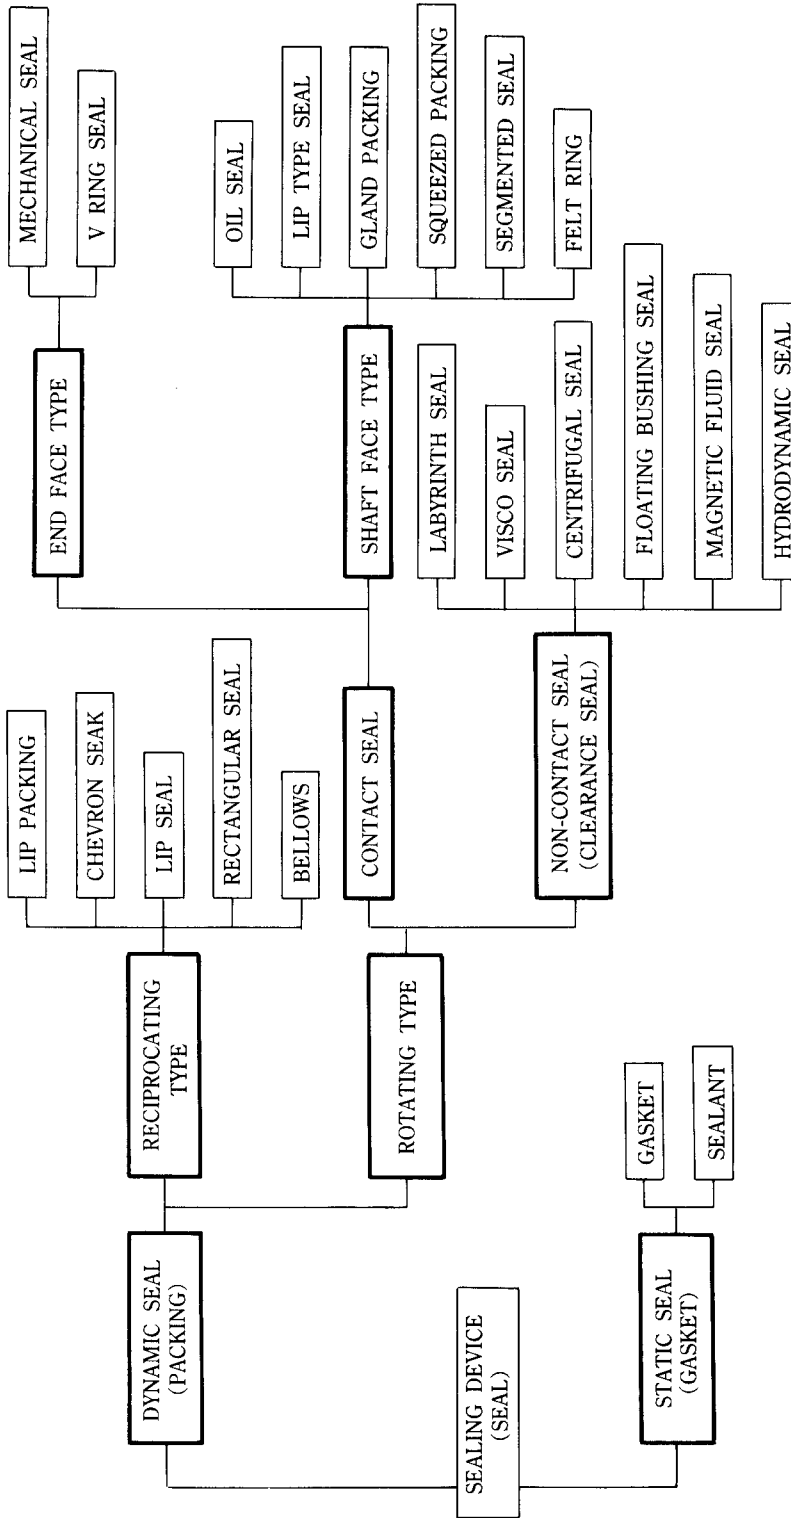 SEALING DEVICE
(SEAL)
DYNAMIC SEAL
(PACKING)
RECIPROCATING
TYPE
LIP PACKING
CHEVRON SEAK
LIP SEAL
RECTANGULAR SEAL
BELLOWS
ROTATING TYPE
CONTACT SEAL
END FACE TYPE
MECHANICAL SEAL
V RING SEAL
SHAFT FACE TYPE
OIL SEAL
LIP TYPE SEAL
GLAND PACKING
SQUEEZED PACKING
SEGMENTED SEAL
FELT RING
NON-CONTACT SEAL
(CLEARANCE SEAL)
LABYRINTH SEAL
VISCO SEAL
CENTRIFUGAL SEAL
FLOATING BUSHING SEAL
MAGNETIC FLUID SEAL
HYDRODYNAMIC SEAL
STATIC SEAL
(GASKET)
GASKET
SEALANT